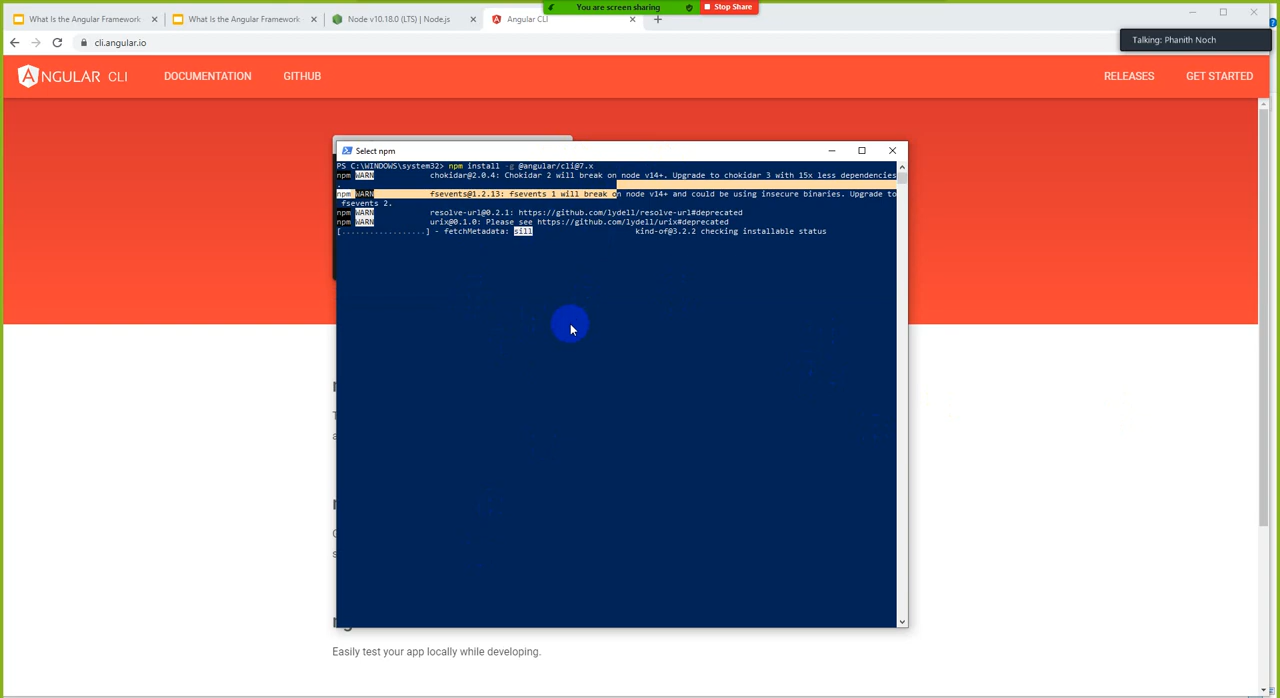 You are screen sharing
Stop Share
What Is the Angular Framework
What Is the Angular Framework
Node v10.18.0 (LTS) | Node.js
Angular CLI
cli.angular.io
Talking: Phanith Noch
ANGULAR CLI
DOCUMENTATION
GITHUB
RELEASES
GET STARTED
Select npm
PS C:\WINDOWS\system32> npm install -g @angular/cli@7.x
npm WARN chokidar@2.0.4: Chokidar 2 will break on node v14+. Upgrade to chokidar 3 with 15x less dependencies
.
npm WARN fsevents@1.2.13: fsevents 1 will break on node v14+ and could be using insecure binaries. Upgrade to
fsevents 2.
npm WARN resolve-url@0.2.1: https://github.com/lydell/resolve-url#deprecated
npm WARN urix@0.1.0: Please see https://github.com/lydell/urix#deprecated
[..................] - fetchMetadata: sill kind-of@3.2.2 checking installable status
Easily test your app locally while developing.